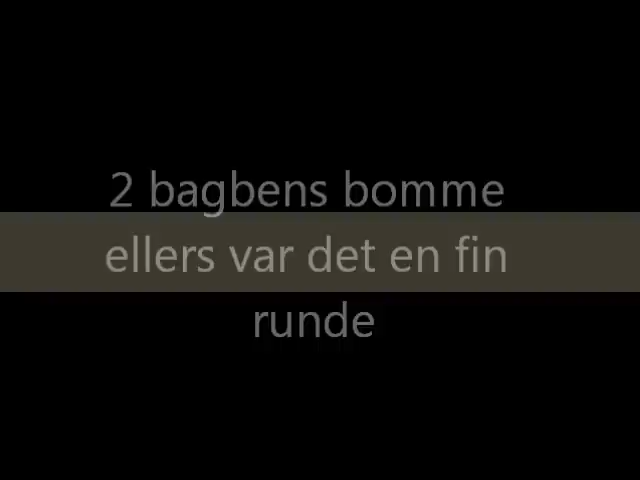 2 bagbens bomme
ellers var det en fin
runde